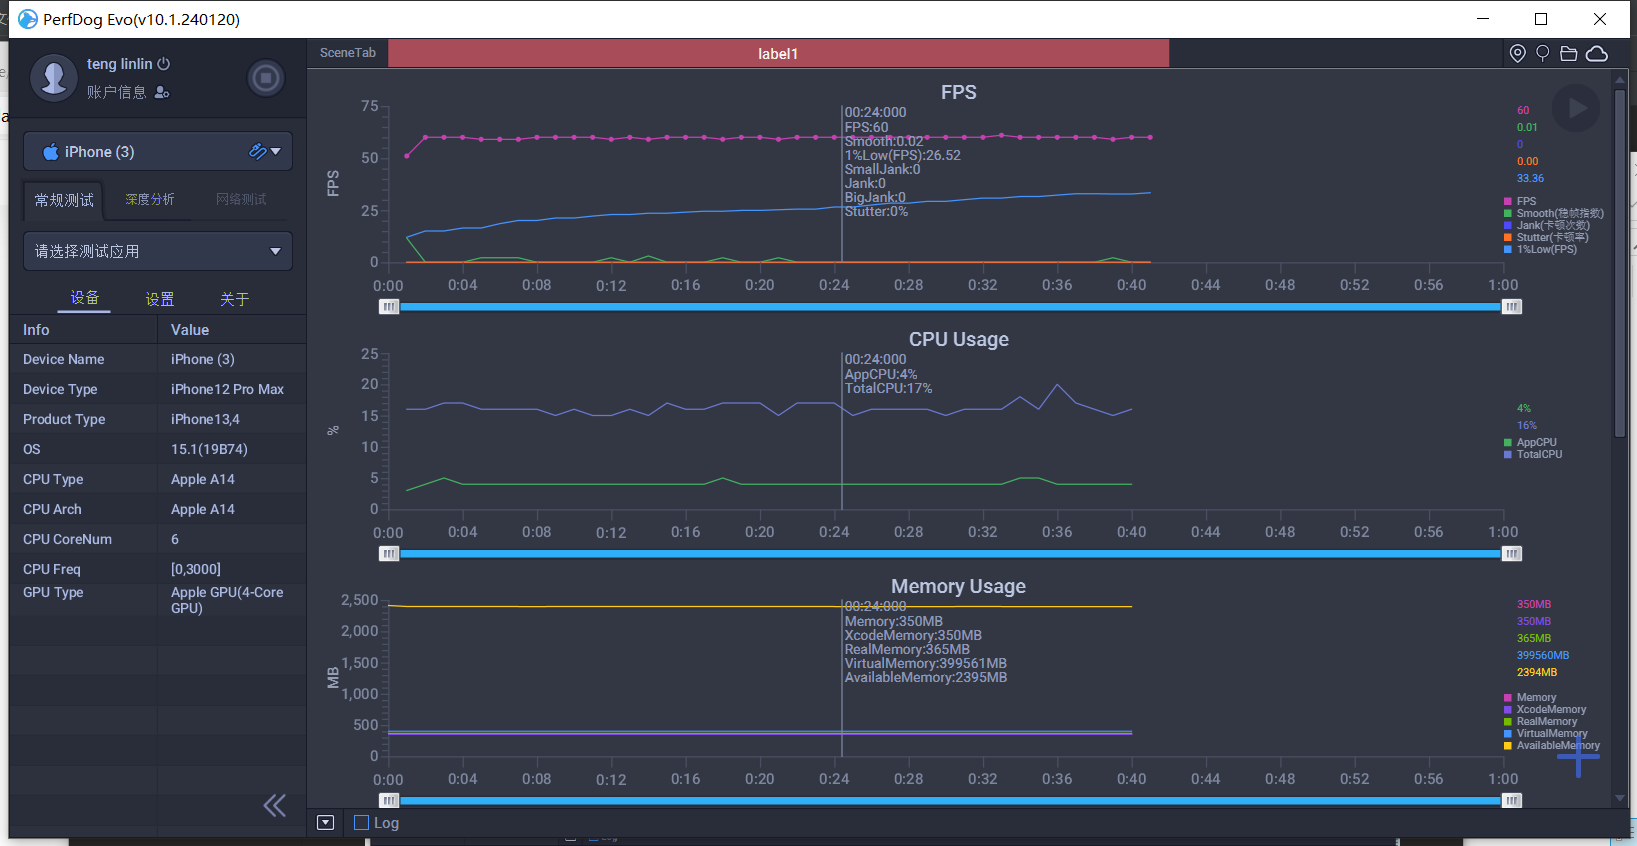 PerfDog Evo(v10.1.240120)
teng linlin
账户信息
iPhone (3)
常规测试
深度分析
网络测试
请选择测试应用
设备
设置
关于
Info
Value
Device Name
iPhone (3)
Device Type
iPhone12 Pro Max
Product Type
iPhone13,4
OS
15.1(19B74)
CPU Type
Apple A14
CPU Arch
Apple A14
CPU CoreNum
6
CPU Freq
[0,3000]
GPU Type
Apple GPU(4-Core
GPU)
SceneTab
label1
FPS
FPS
75
50
25
0
00:24:000
FPS:60
Smooth:0.02
1%Low(FPS):26.52
SmallJank:0
Jank:0
BigJank:0
Stutter:0%
60
0.01
0
0.00
33.36
FPS
Smooth(稳帧指数)
Jank(卡顿次数)
Stutter(卡顿率)
1%Low(FPS)
0:00
0:04
0:08
0:12
0:16
0:20
0:24
0:28
0:32
0:36
0:40
0:44
0:48
0:52
0:56
1:00
CPU Usage
%
25
20
15
10
5
0
00:24:000
AppCPU:4%
TotalCPU:17%
4%
16%
AppCPU
TotalCPU
0:00
0:04
0:08
0:12
0:16
0:20
0:24
0:28
0:32
0:36
0:40
0:44
0:48
0:52
0:56
1:00
Memory Usage
MB
2,500
2,000
1,500
1,000
500
0
00:24:000
Memory:350MB
XcodeMemory:350MB
RealMemory:365MB
VirtualMemory:399561MB
AvailableMemory:2395MB
350MB
350MB
365MB
399560MB
2394MB
Memory
XcodeMemory
RealMemory
VirtualMemory
AvailableMemory
0:00
0:04
0:08
0:12
0:16
0:20
0:24
0:28
0:32
0:36
0:40
0:44
0:48
0:52
0:56
1:00
Log